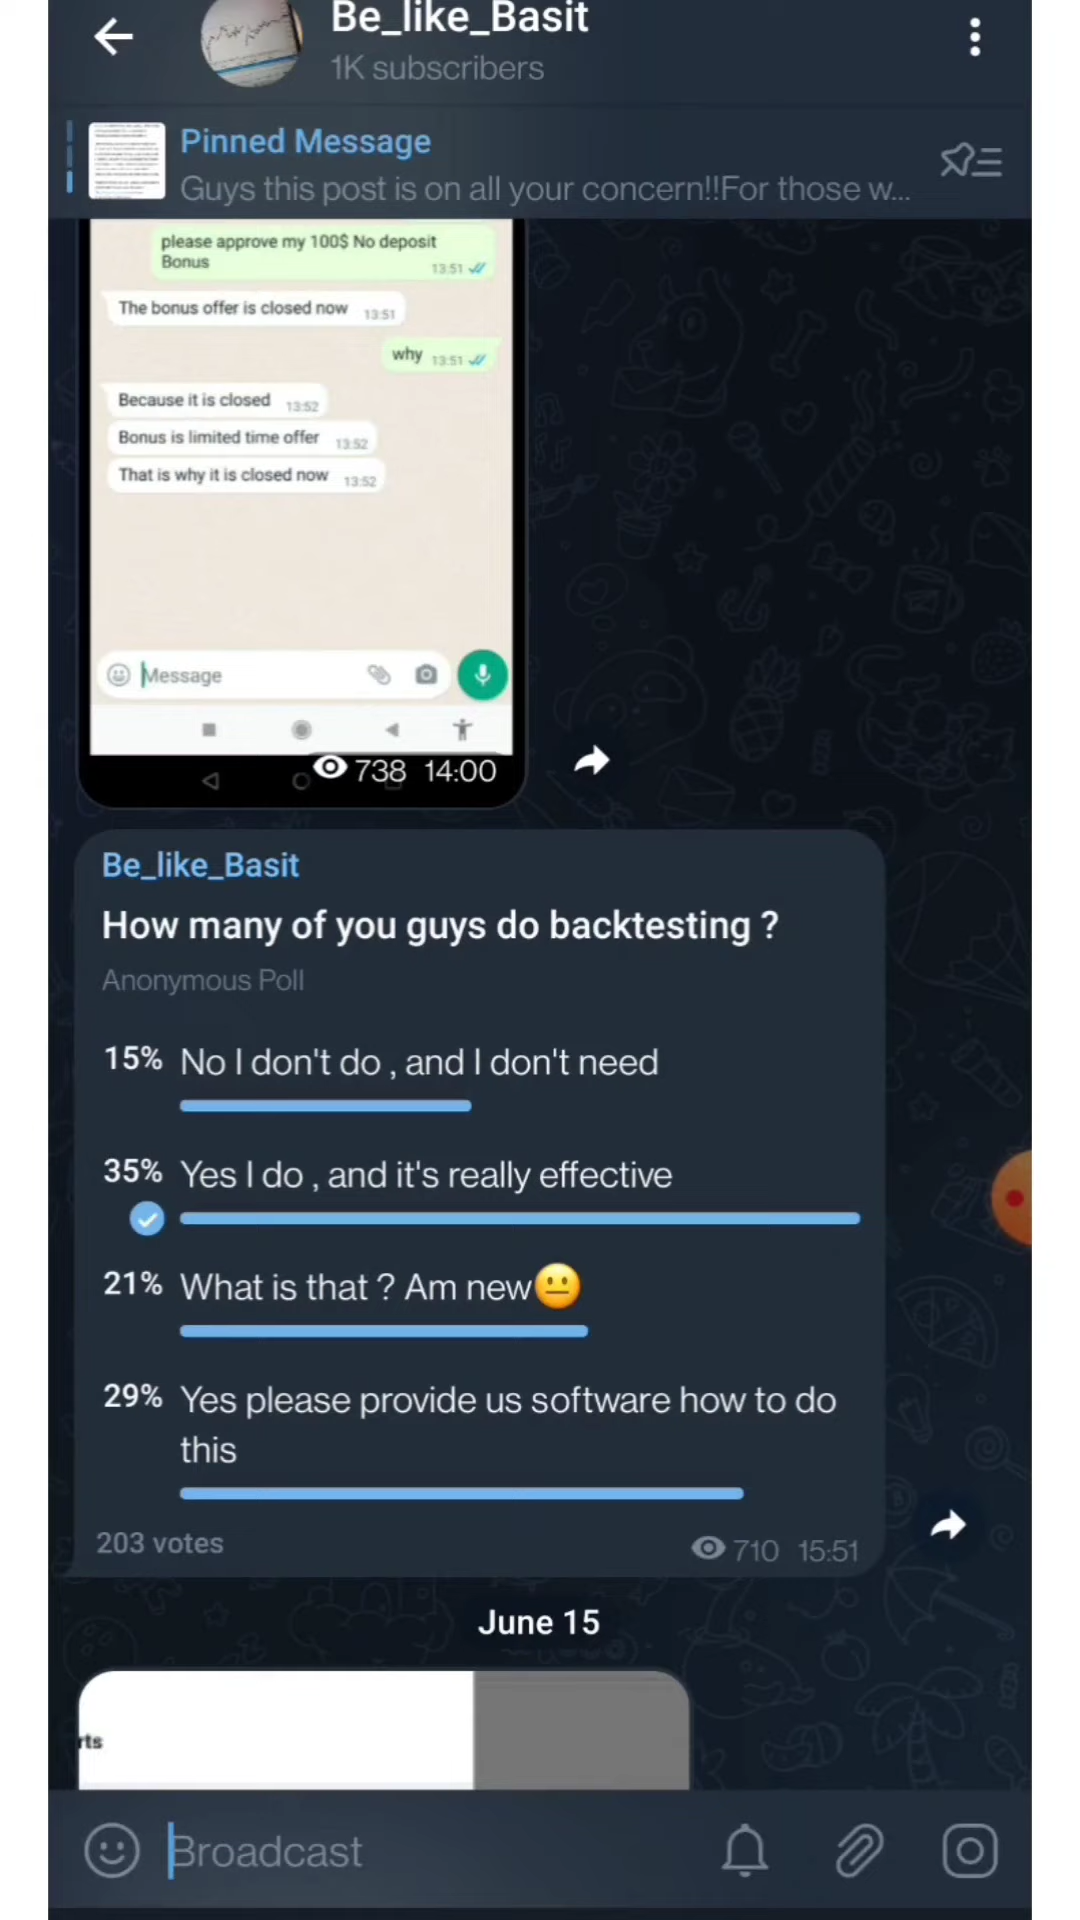 Be_like_Basit
1K subscribers
Pinned Message
Guys this post is on all your concern!!For those w...
please approve my 100$ No deposit
Bonus
13:51
The bonus offer is closed now 13:51
why 13:51
Because it is closed 13:52
Bonus is limited time offer 13:52
That is why it is closed now 13:52
Message
738 14:00
Be_like_Basit
How many of you guys do backtesting ?
Anonymous Poll
15% No I don't do , and I don't need
35% Yes I do , and it's really effective
21% What is that ? Am new😐
29% Yes please provide us software how to do
this
203 votes
710 15:51
June 15
rts
Broadcast